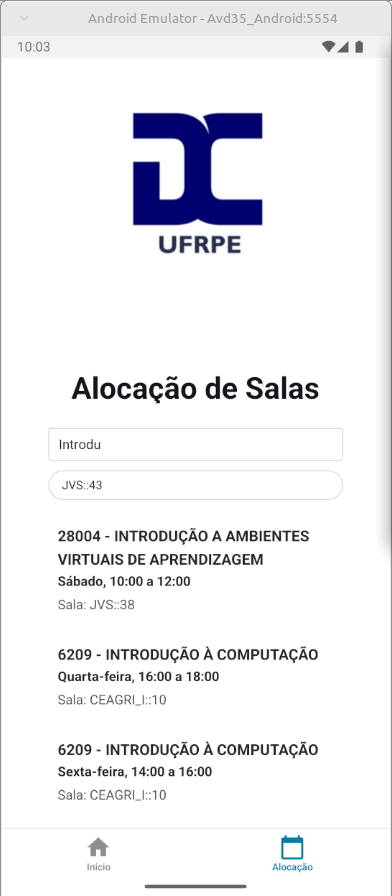 Android Emulator - Avd35_Android:5554
10:03
DC
UFRPE
Alocação de Salas
Introdu
JVS::43
28004 - INTRODUÇÃO A AMBIENTES
VIRTUAIS DE APRENDIZAGEM
Sábado, 10:00 a 12:00
Sala: JVS::38
6209 - INTRODUÇÃO À COMPUTAÇÃO
Quarta-feira, 16:00 a 18:00
Sala: CEAGRI_I::10
6209 - INTRODUÇÃO À COMPUTAÇÃO
Sexta-feira, 14:00 a 16:00
Sala: CEAGRI_I::10
Início
Alocação